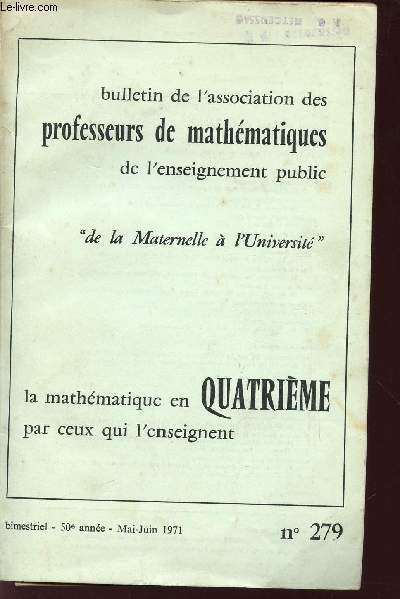 Le-livre.com
bulletin de l'association des
professeurs de mathématiques
de l'enseignement public
“de la Maternelle à l'Université”
la mathématique en QUATRIÈME
par ceux qui l'enseignent
bimestriel - 50e année - Mai-Juin 1971 n° 279